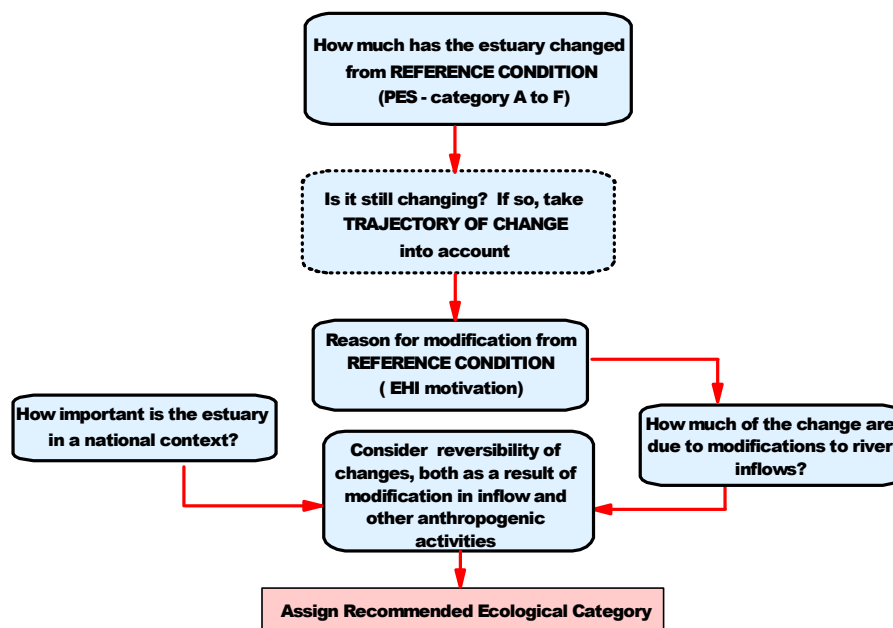 How much has the estuary changed
from REFERENCE CONDITION
(PES - category A to F)
Is it still changing? If so, take
TRAJECTORY OF CHANGE
into account
Reason for modification from
REFERENCE CONDITION
( EHI motivation)
How important is the estuary
in a national context?
How much of the change are
due to modifications to river
inflows?
Consider reversibility of
changes, both as a result of
modification in inflow and
other anthropogenic
activities
Assign Recommended Ecological Category